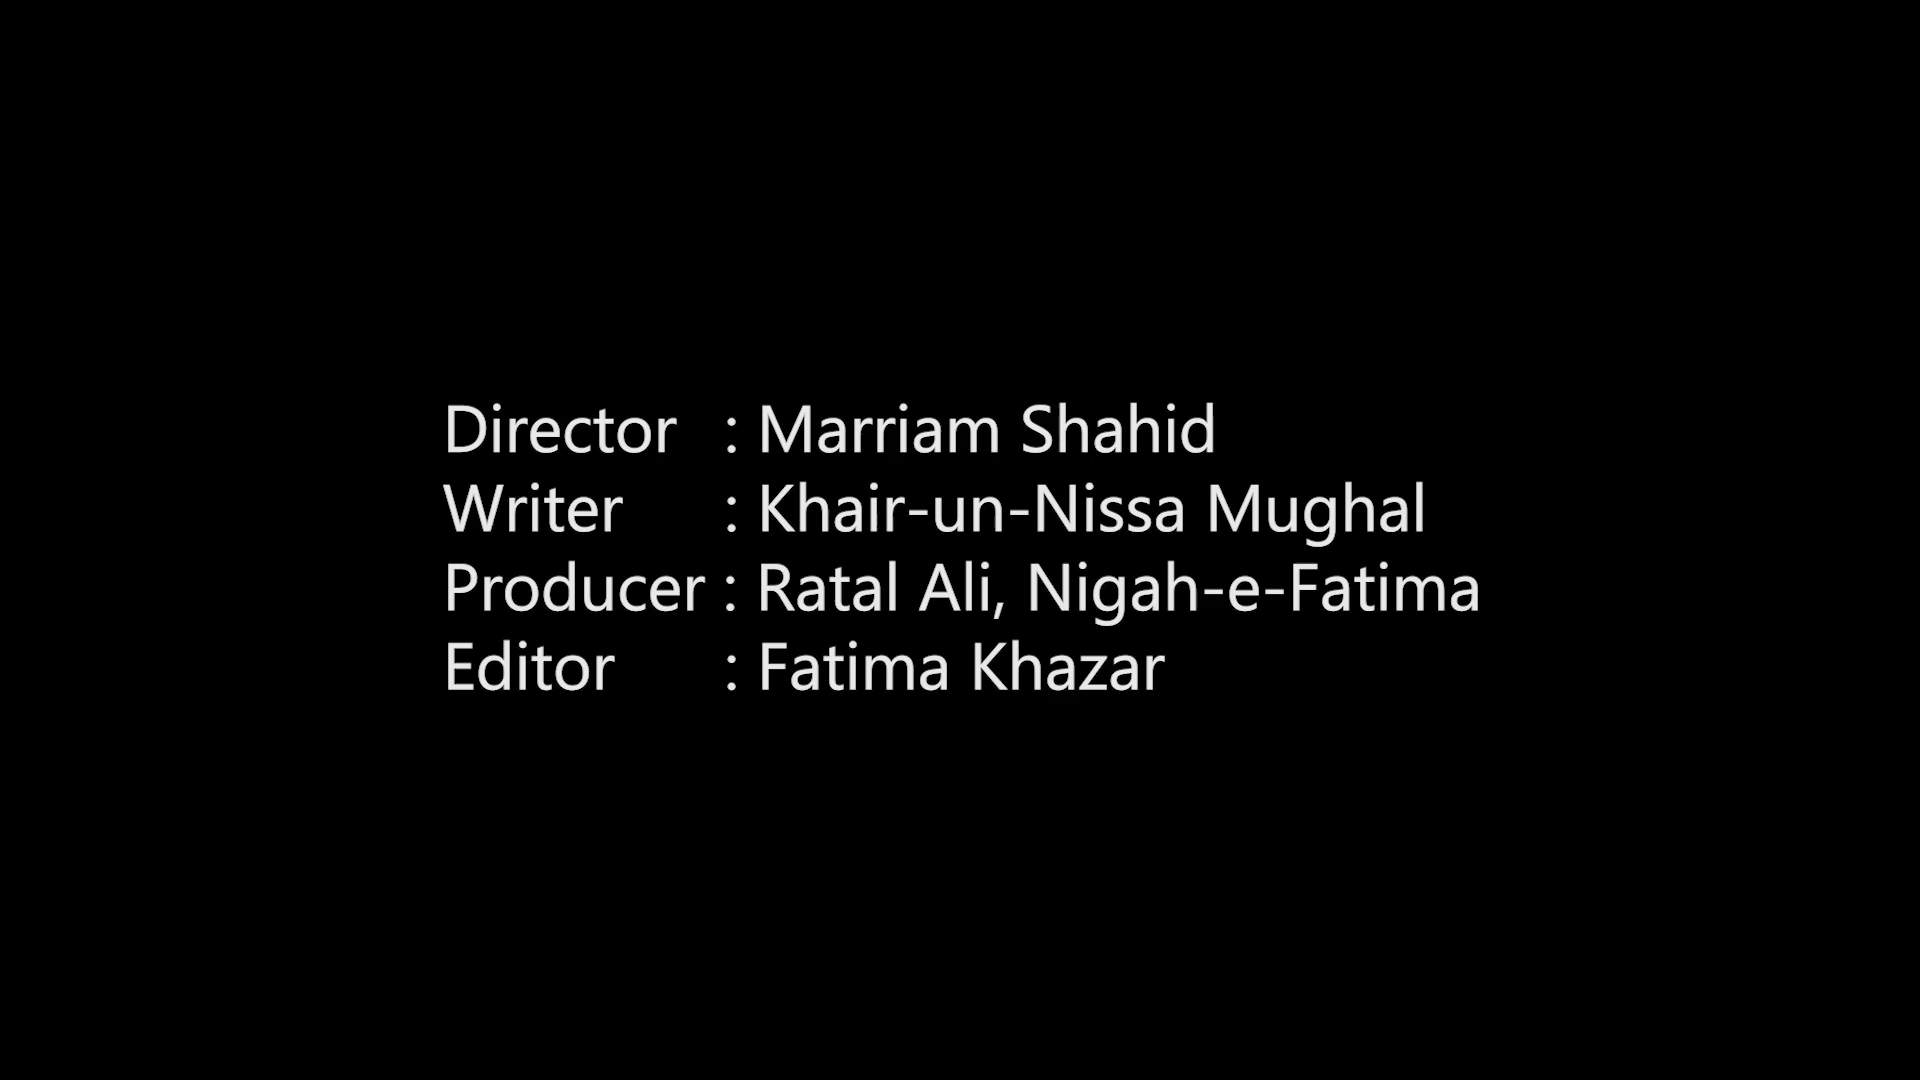 Director : Marriam Shahid
Writer : Khair-un-Nissa Mughal
Producer : Ratal Ali, Nigah-e-Fatima
Editor : Fatima Khazar